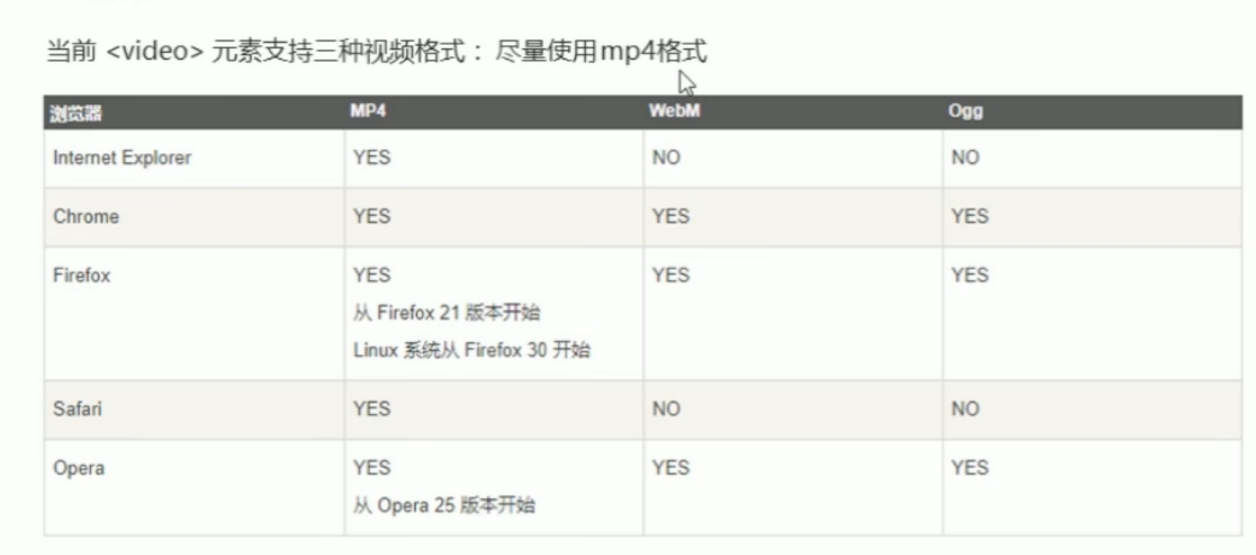 当前 <video> 元素支持三种视频格式： 尽量使用mp4格式
浏览器 MP4 WebM Ogg
Internet Explorer YES NO NO
Chrome YES YES YES
Firefox YES YES YES
从 Firefox 21 版本开始
Linux 系统从 Firefox 30 开始
Safari YES NO NO
Opera YES YES YES
从 Opera 25 版本开始